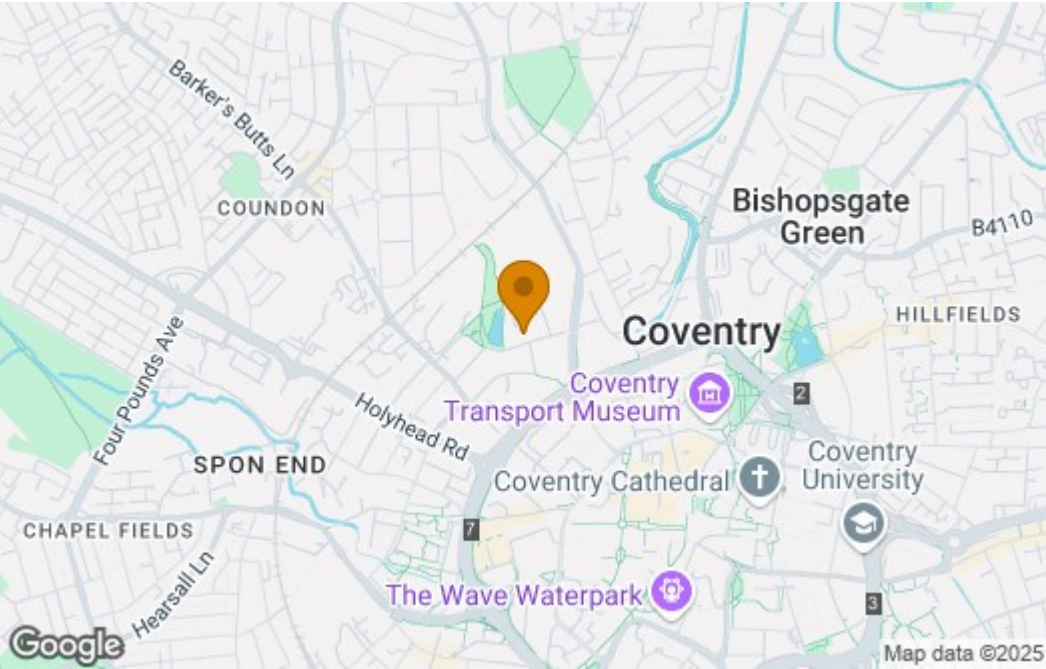 Barker's Butts Ln
COUNDON
Bishopsgate
Green
B4110
HILLFIELDS
Coventry
Four Pounds Ave
Coventry
Transport Museum
2
Holyhead Rd
SPON END
Coventry Cathedral
Coventry
University
CHAPEL FIELDS
7
Hearsall Ln
The Wave Waterpark
3
Google
Map data ©2025